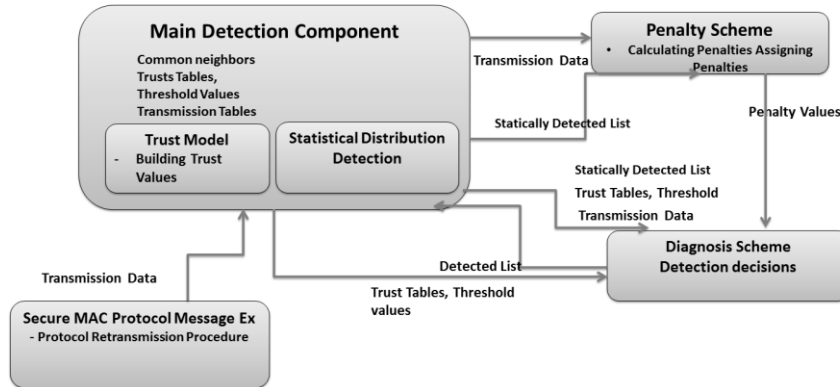 Main Detection Component
Common neighbors
Trusts Tables,
Threshold Values
Transmission Tables
Trust Model
- Building Trust
Values
Statistical Distribution
Detection
Transmission Data
Penalty Scheme
• Calculating Penalties Assigning
Penalties
Statically Detected List
Penalty Values
Statically Detected List
Trust Tables, Threshold
Transmission Data
Diagnosis Scheme
Detection decisions
Detected List
Trust Tables, Threshold
values
Transmission Data
Secure MAC Protocol Message Ex
- Protocol Retransmission Procedure